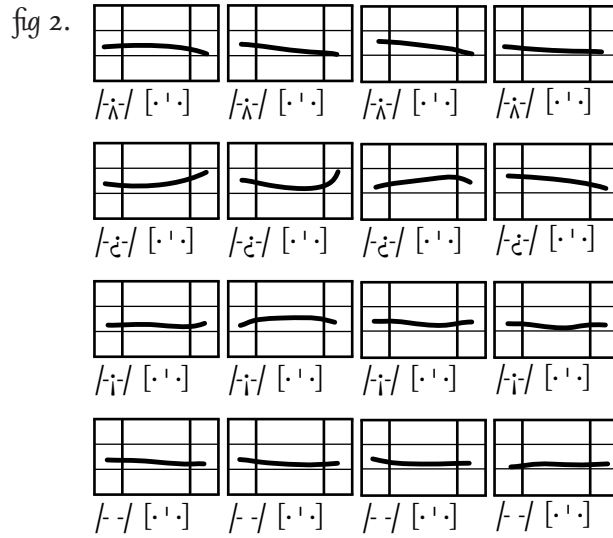 fig 2.
/-∧̇-/ [· ˈ ·] /-∧̇-/ [· ˈ ·] /-∧̇-/ [· ˈ ·] /-∧̇-/ [· ˈ ·]
/-¿-/ [· ˈ ·] /-¿-/ [· ˈ ·] /-¿-/ [· ˈ ·] /-¿-/ [· ˈ ·]
/-¡-/ [· ˈ ·] /-¡-/ [· ˈ ·] /-¡-/ [· ˈ ·] /-¡-/ [· ˈ ·]
/- -/ [· ˈ ·] /- -/ [· ˈ ·] /- -/ [· ˈ ·] /- -/ [· ˈ ·]